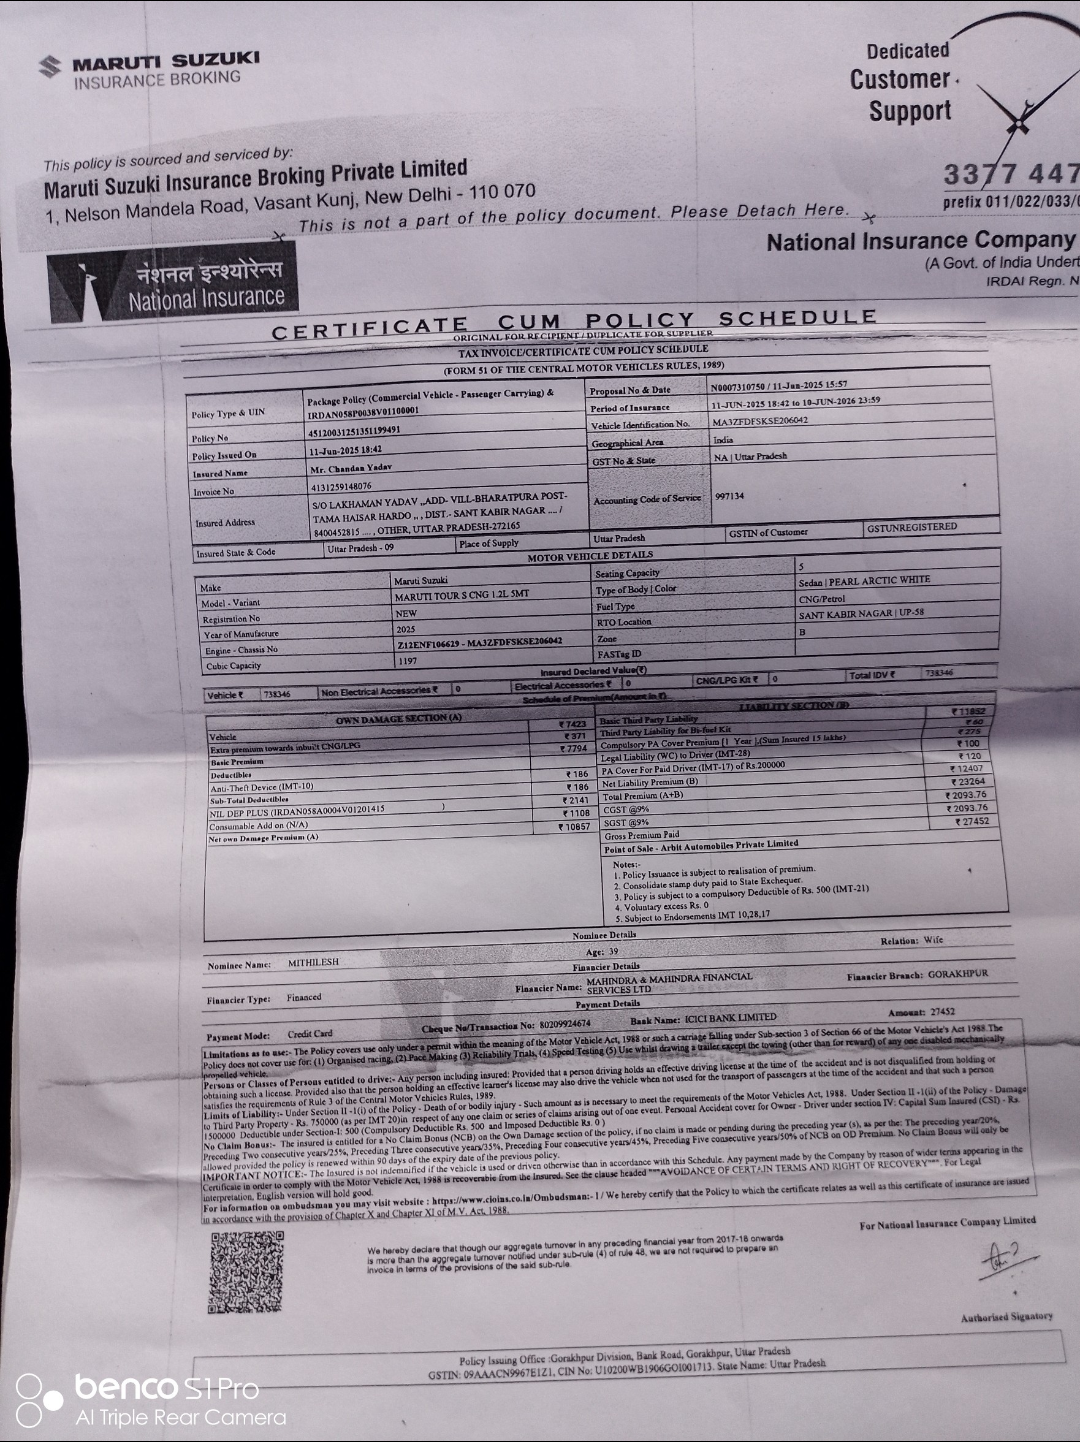 MARUTI SUZUKI
INSURANCE BROKING
Dedicated
Customer
Support
This policy is sourced and serviced by:
Maruti Suzuki Insurance Broking Private Limited
1, Nelson Mandela Road, Vasant Kunj, New Delhi - 110 070
3377 447
prefix 011/022/033/
This is not a part of the policy document. Please Detach Here.
नेशनल इन्श्योरेन्स
National Insurance
National Insurance Company
(A Govt. of India Undert
IRDAI Regn. N
CERTIFICATE CUM POLICY SCHEDULE
ORIGINAL FOR RECIPIENT / DUPLICATE FOR SUPPLIER
TAX INVOICE/CERTIFICATE CUM POLICY SCHEDULE
(FORM 51 OF THE CENTRAL MOTOR VEHICLES RULES, 1989)
Policy Type & UIN Package Policy (Commercial Vehicle - Passenger Carrying) & IRDAN058P0038V01100001
Proposal No & Date N0007310750 / 11-Jun-2025 15:57
Period of Insurance 11-JUN-2025 18:42 to 10-JUN-2026 23:59
Policy No 45120031251351199491
Vehicle Identification No. MA3ZFDFSKSE206042
Policy Issued On 11-Jun-2025 18:42
Geographical Area India
Insured Name Mr. Chandan Yadav
GST No & State NA | Uttar Pradesh
Invoice No 4131259148076
Insured Address S/O LAKHAMAN YADAV ,,ADD- VILL-BHARATPURA POST-
TAMA HAISAR HARDO ,, , DIST.- SANT KABIR NAGAR .... /
8400452815 .... , OTHER, UTTAR PRADESH-272165
Accounting Code of Service 997134
Insured State & Code Uttar Pradesh - 09 Place of Supply Uttar Pradesh GSTIN of Customer GSTUNREGISTERED
MOTOR VEHICLE DETAILS
Make Maruti Suzuki Seating Capacity 5
Model - Variant MARUTI TOUR S CNG 1.2L 5MT Type of Body | Color Sedan | PEARL ARCTIC WHITE
Registration No NEW Fuel Type CNG/Petrol
Year of Manufacture 2025 RTO Location SANT KABIR NAGAR | UP-58
Engine - Chassis No Z12ENF106629 - MA3ZFDFSKSE206042 Zone B
Cubic Capacity 1197 FASTag ID
Insured Declared Value(₹)
Vehicle ₹ 738346 Non Electrical Accessories ₹ 0 Electrical Accessories ₹ 0 CNG/LPG Kit ₹ 0 Total IDV ₹ 738346
Schedule of Premium(Amount in ₹)
OWN DAMAGE SECTION (A) LIABILITY SECTION (B)
Vehicle ₹ 7423
Extra premium towards inbuilt CNG/LPG ₹ 371
Basic Premium ₹ 7794
Deductibles
Anti-Theft Device (IMT-10) ₹ 186
Sub-Total Deductibles ₹ 186
NIL DEP PLUS (IRDAN058A0004V01201415 ) ₹ 2141
Consumable Add on (N/A) ₹ 1108
Net own Damage Premium (A) ₹ 10857
Basic Third Party Liability ₹ 11852
Third Party Liability for Bi-fuel Kit ₹ 60
Compulsory PA Cover Premium [1 Year ],(Sum Insured 15 lakhs) ₹ 275
Legal Liability (WC) to Driver (IMT-28) ₹ 100
PA Cover For Paid Driver (IMT-17) of Rs.200000 ₹ 120
Net Liability Premium (B) ₹ 12407
Total Premium (A+B) ₹ 23264
CGST @9% ₹ 2093.76
SGST @9% ₹ 2093.76
Gross Premium Paid ₹ 27452
Point of Sale - Arbit Automobiles Private Limited
Notes:-
1. Policy Issuance is subject to realisation of premium.
2. Consolidate stamp duty paid to State Exchequer.
3. Policy is subject to a compulsory Deductible of Rs. 500 (IMT-21)
4. Voluntary excess Rs. 0
5. Subject to Endorsements IMT 10,28,17
Nominee Details
Nominee Name: MITHILESH Age: 39 Relation: Wife
Financier Details
Financier Type: Financed Financier Name: MAHINDRA & MAHINDRA FINANCIAL SERVICES LTD Financier Branch: GORAKHPUR
Payment Details
Payment Mode: Credit Card Cheque No/Transaction No: 80209924674 Bank Name: ICICI BANK LIMITED Amount: 27452
Limitations as to use:- The Policy covers use only under a permit within the meaning of the Motor Vehicle Act, 1988 or such a carriage falling under Sub-section 3 of Section 66 of the Motor Vehicle's Act 1988.The
Policy does not cover use for: (1) Organised racing, (2) Pace Making (3) Reliability Trials, (4) Speed Testing (5) Use whilst drawing a trailer except the towing (other than for reward) of any one disabled mechanically
propelled vehicle.
Persons or Classes of Persons entitled to drive:- Any person including insured: Provided that a person driving holds an effective driving license at the time of the accident and is not disqualified from holding or
obtaining such a license. Provided also that the person holding an effective learner's license may also drive the vehicle when not used for the transport of passengers at the time of the accident and that such a person
satisfies the requirements of Rule 3 of the Central Motor Vehicles Rules, 1989.
Limits of Liability:- Under Section II -1(i) of the Policy - Death of or bodily injury - Such amount as is necessary to meet the requirements of the Motor Vehicles Act, 1988. Under Section II -1(ii) of the Policy - Damage
to Third Party Property - Rs. 750000 (as per IMT 20)in respect of any one claim or series of claims arising out of one event. Personal Accident cover for Owner - Driver under section IV: Capital Sum Insured (CSI) - Rs.
1500000 Deductible under Section-I: 500 (Compulsory Deductible Rs. 500 and Imposed Deductible Rs. 0 )
No Claim Bonus:- The insured is entitled for a No Claim Bonus (NCB) on the Own Damage section of the policy, if no claim is made or pending during the preceding year (s), as per the: The preceding year/20%,
Preceding Two consecutive years/25%, Preceding Three consecutive years/35%, Preceding Four consecutive years/45%, Preceding Five consecutive years/50% of NCB on OD Premium. No Claim Bonus will only be
allowed provided the policy is renewed within 90 days of the expiry date of the previous policy.
IMPORTANT NOTICE:- The Insured is not indemnified if the vehicle is used or driven otherwise than in accordance with this Schedule. Any payment made by the Company by reason of wider terms appearing in the
Certificate in order to comply with the Motor Vehicle Act, 1988 is recoverable from the Insured. See the clause headed """AVOIDANCE OF CERTAIN TERMS AND RIGHT OF RECOVERY""". For Legal
interpretation, English version will hold good.
For information on ombudsman you may visit website : https://www.cioins.co.in/Ombudsman:- I / We hereby certify that the Policy to which the certificate relates as well as this certificate of insurance are issued
in accordance with the provision of Chapter X and Chapter XI of M.V. Act, 1988.
We hereby declare that though our aggregate turnover in any preceding financial year from 2017-18 onwards
is more than the aggregate turnover notified under sub-rule (4) of rule 48, we are not required to prepare an
invoice in terms of the provisions of the said sub-rule.
For National Insurance Company Limited
Authorised Signatory
Policy Issuing Office :Gorakhpur Division, Bank Road, Gorakhpur, Uttar Pradesh
GSTIN: 09AAACN9967E1Z1, CIN No: U10200WB1906GOI001713. State Name: Uttar Pradesh
benco S1Pro
AI Triple Rear Camera